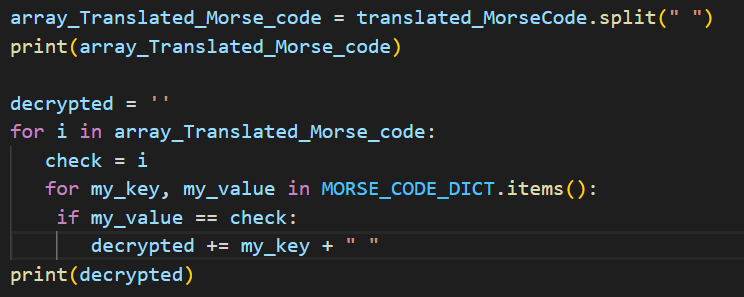 array_Translated_Morse_code = translated_MorseCode.split(" ")
print(array_Translated_Morse_code)

decrypted = ''
for i in array_Translated_Morse_code:
   check = i
   for my_key, my_value in MORSE_CODE_DICT.items():
    if my_value == check:
       decrypted += my_key + " "
print(decrypted)